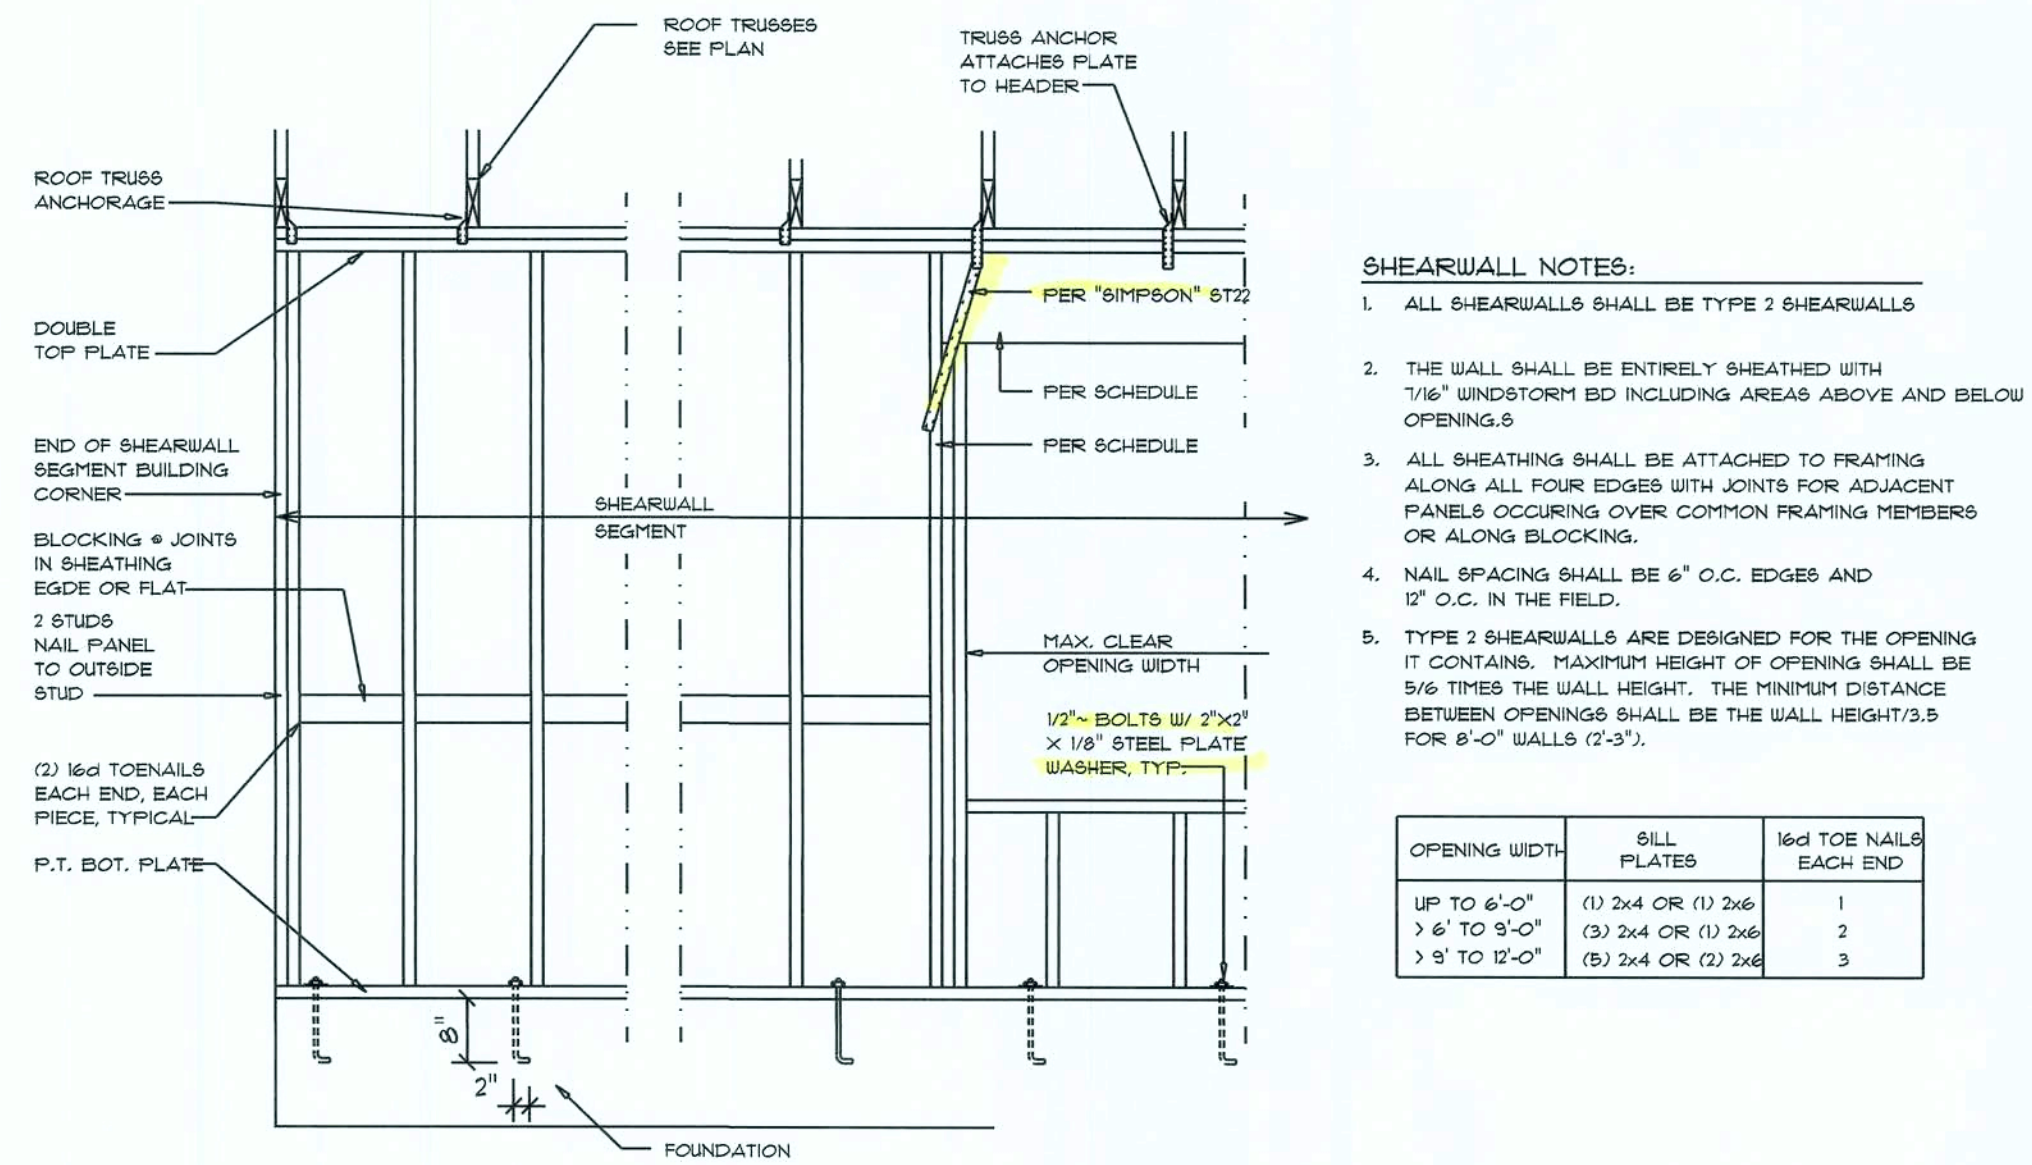 ROOF TRUSSES
SEE PLAN
TRUSS ANCHOR
ATTACHES PLATE
TO HEADER
ROOF TRUSS
ANCHORAGE
DOUBLE
TOP PLATE
END OF SHEARWALL
SEGMENT BUILDING
CORNER
BLOCKING @ JOINTS
IN SHEATHING
EGDE OR FLAT
2 STUDS
NAIL PANEL
TO OUTSIDE
STUD
(2) 16d TOENAILS
EACH END, EACH
PIECE, TYPICAL
P.T. BOT. PLATE
SHEARWALL
SEGMENT
8"
2"
FOUNDATION
PER "SIMPSON" ST22
PER SCHEDULE
PER SCHEDULE
MAX. CLEAR
OPENING WIDTH
1/2"~ BOLTS W/ 2"X2"
X 1/8" STEEL PLATE
WASHER, TYP.
SHEARWALL NOTES:
1. ALL SHEARWALLS SHALL BE TYPE 2 SHEARWALLS
2. THE WALL SHALL BE ENTIRELY SHEATHED WITH
7/16" WINDSTORM BD INCLUDING AREAS ABOVE AND BELOW
OPENING.S
3. ALL SHEATHING SHALL BE ATTACHED TO FRAMING
ALONG ALL FOUR EDGES WITH JOINTS FOR ADJACENT
PANELS OCCURING OVER COMMON FRAMING MEMBERS
OR ALONG BLOCKING.
4. NAIL SPACING SHALL BE 6" O.C. EDGES AND
12" O.C. IN THE FIELD.
5. TYPE 2 SHEARWALLS ARE DESIGNED FOR THE OPENING
IT CONTAINS. MAXIMUM HEIGHT OF OPENING SHALL BE
5/6 TIMES THE WALL HEIGHT. THE MINIMUM DISTANCE
BETWEEN OPENINGS SHALL BE THE WALL HEIGHT/3.5
FOR 8'-0" WALLS (2'-3").
OPENING WIDTH
SILL
PLATES
16d TOE NAILS
EACH END
UP TO 6'-0" (1) 2x4 OR (1) 2x6 1
> 6' TO 9'-0" (3) 2x4 OR (1) 2x6 2
> 9' TO 12'-0" (5) 2x4 OR (2) 2x6 3